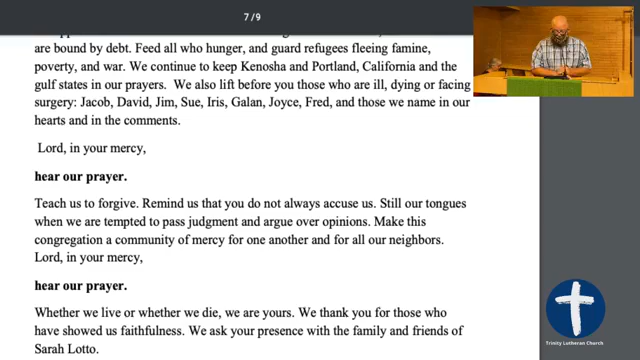 7/9
are bound by debt. Feed all who hunger, and guard refugees fleeing famine,
poverty, and war. We continue to keep Kenosha and Portland, California and the
gulf states in our prayers.  We also lift before you those who are ill, dying or facing
surgery: Jacob, David, Jim, Sue, Iris, Galan, Joyce, Fred, and those we name in our
hearts and in the comments.
Lord, in your mercy,
hear our prayer.
Teach us to forgive. Remind us that you do not always accuse us. Still our tongues
when we are tempted to pass judgment and argue over opinions. Make this
congregation a community of mercy for one another and for all our neighbors.
Lord, in your mercy,
hear our prayer.
Whether we live or whether we die, we are yours. We thank you for those who
have showed us faithfulness. We ask your presence with the family and friends of
Sarah Lotto.
Trinity Lutheran Church